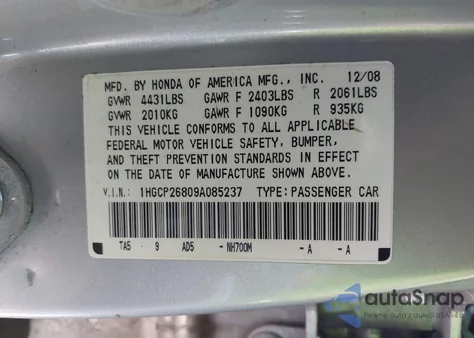 MFD. BY HONDA OF AMERICA MFG., INC. 12/08
GVWR 4431LBS GAWR F 2403LBS R 2061LBS
GVWR 2010KG GAWR F 1090KG R 935KG
THIS VEHICLE CONFORMS TO ALL APPLICABLE
FEDERAL MOTOR VEHICLE SAFETY, BUMPER,
AND THEFT PREVENTION STANDARDS IN EFFECT
ON THE DATE OF MANUFACTURE SHOWN ABOVE.
V.I.N.: 1HGCP26809A085237 TYPE: PASSENGER CAR
TA5 9 AD5 -NH700M -A -A
autoSnap